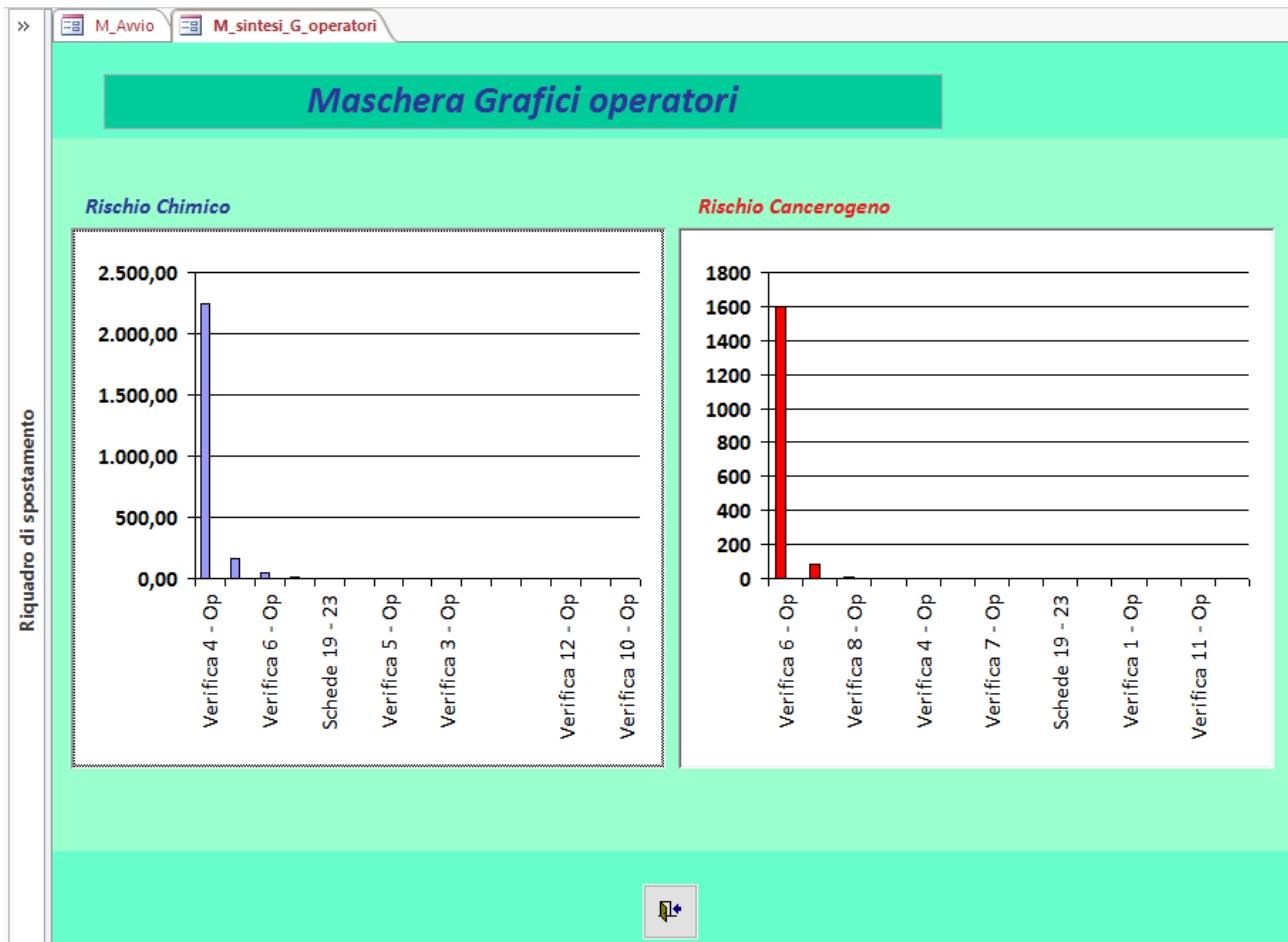 »
M_Avvio
M_sintesi_G_operatori
Riquadro di spostamento
Maschera Grafici operatori
Rischio Chimico
2.500,00
2.000,00
1.500,00
1.000,00
500,00
0,00
Verifica 4 - Op
Verifica 6 - Op
Schede 19 - 23
Verifica 5 - Op
Verifica 3 - Op
Verifica 12 - Op
Verifica 10 - Op
Rischio Cancerogeno
1800
1600
1400
1200
1000
800
600
400
200
0
Verifica 6 - Op
Verifica 8 - Op
Verifica 4 - Op
Verifica 7 - Op
Schede 19 - 23
Verifica 1 - Op
Verifica 11 - Op